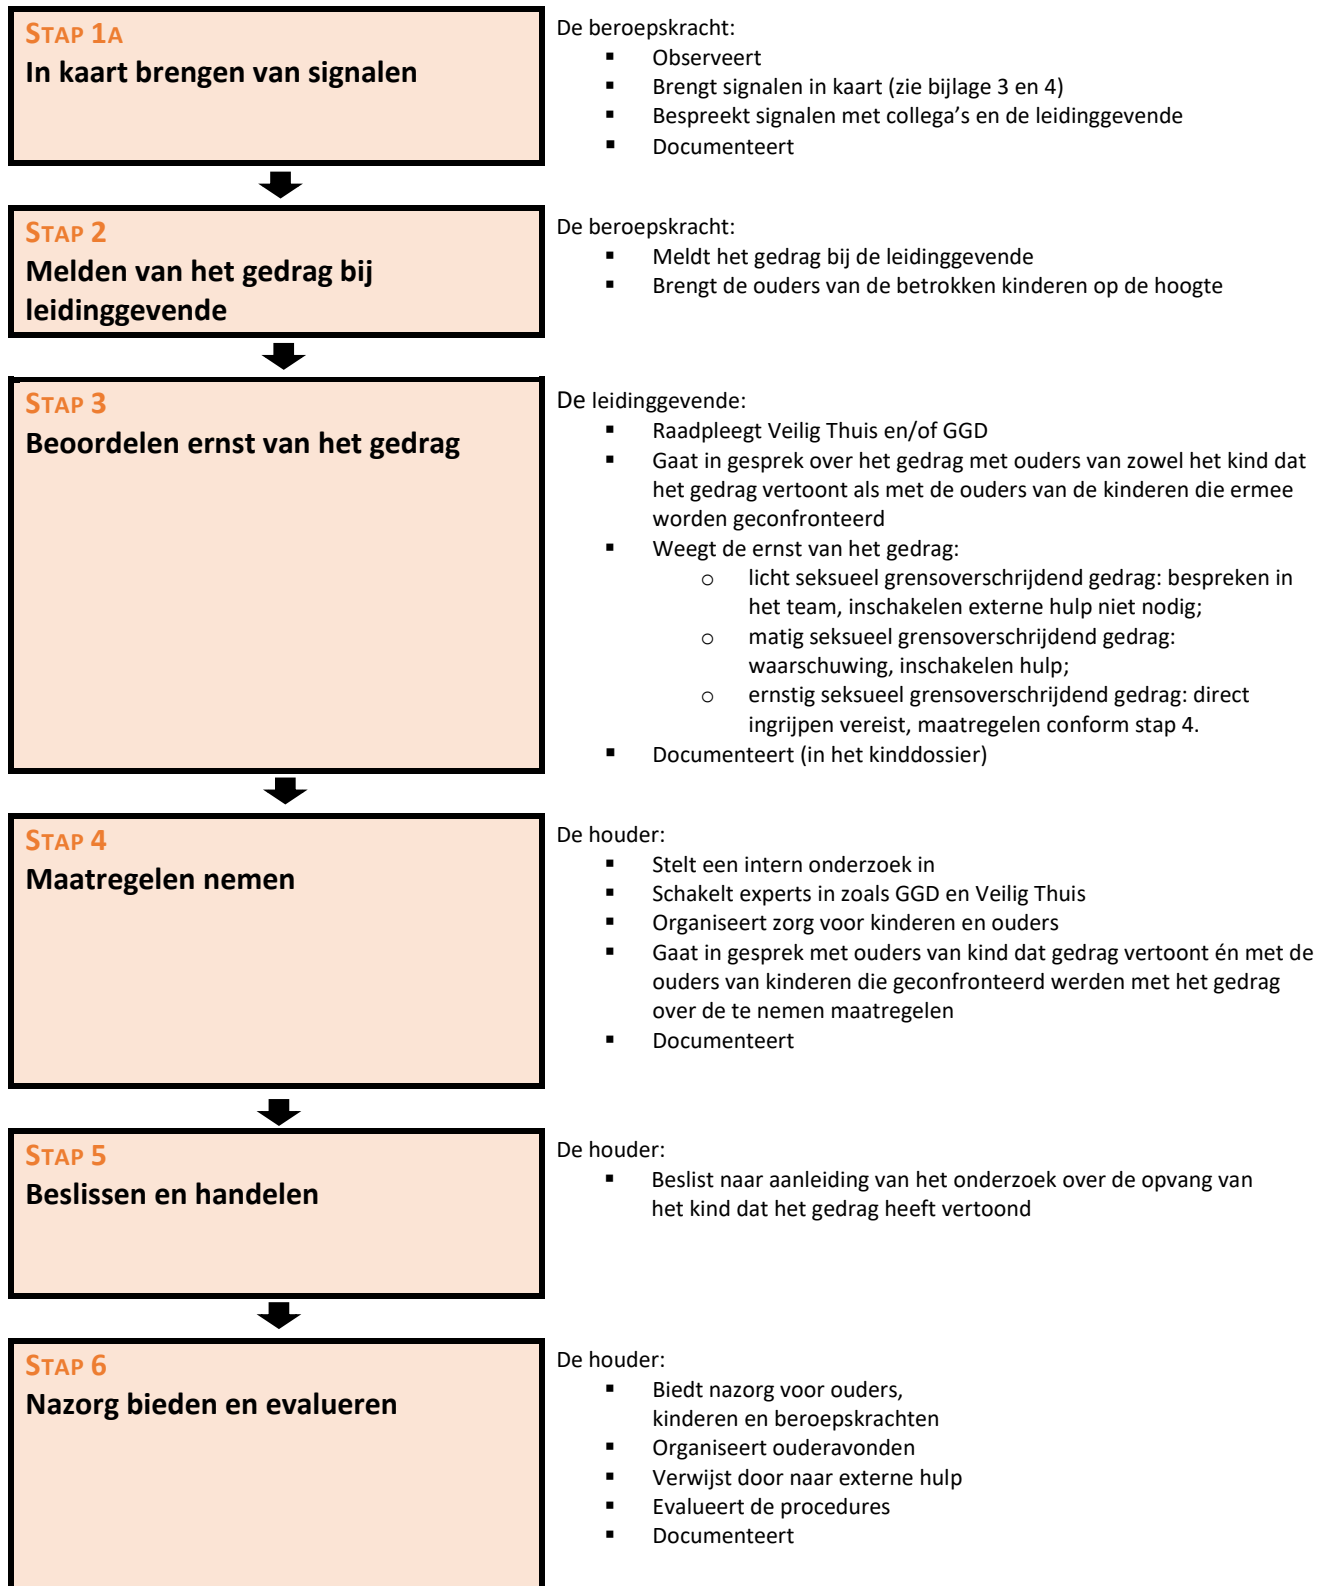 STAP 1A
In kaart brengen van signalen
De beroepskracht:
▪ Observeert
▪ Brengt signalen in kaart (zie bijlage 3 en 4)
▪ Bespreekt signalen met collega’s en de leidinggevende
▪ Documenteert
STAP 2
Melden van het gedrag bij
leidinggevende
De beroepskracht:
▪ Meldt het gedrag bij de leidinggevende
▪ Brengt de ouders van de betrokken kinderen op de hoogte
STAP 3
Beoordelen ernst van het gedrag
De leidinggevende:
▪ Raadpleegt Veilig Thuis en/of GGD
▪ Gaat in gesprek over het gedrag met ouders van zowel het kind dat
het gedrag vertoont als met de ouders van de kinderen die ermee
worden geconfronteerd
▪ Weegt de ernst van het gedrag:
o licht seksueel grensoverschrijdend gedrag: bespreken in
het team, inschakelen externe hulp niet nodig;
o matig seksueel grensoverschrijdend gedrag:
waarschuwing, inschakelen hulp;
o ernstig seksueel grensoverschrijdend gedrag: direct
ingrijpen vereist, maatregelen conform stap 4.
▪ Documenteert (in het kinddossier)
STAP 4
Maatregelen nemen
De houder:
▪ Stelt een intern onderzoek in
▪ Schakelt experts in zoals GGD en Veilig Thuis
▪ Organiseert zorg voor kinderen en ouders
▪ Gaat in gesprek met ouders van kind dat gedrag vertoont én met de
ouders van kinderen die geconfronteerd werden met het gedrag
over de te nemen maatregelen
▪ Documenteert
STAP 5
Beslissen en handelen
De houder:
▪ Beslist naar aanleiding van het onderzoek over de opvang van
het kind dat het gedrag heeft vertoond
STAP 6
Nazorg bieden en evalueren
De houder:
▪ Biedt nazorg voor ouders,
kinderen en beroepskrachten
▪ Organiseert ouderavonden
▪ Verwijst door naar externe hulp
▪ Evalueert de procedures
▪ Documenteert